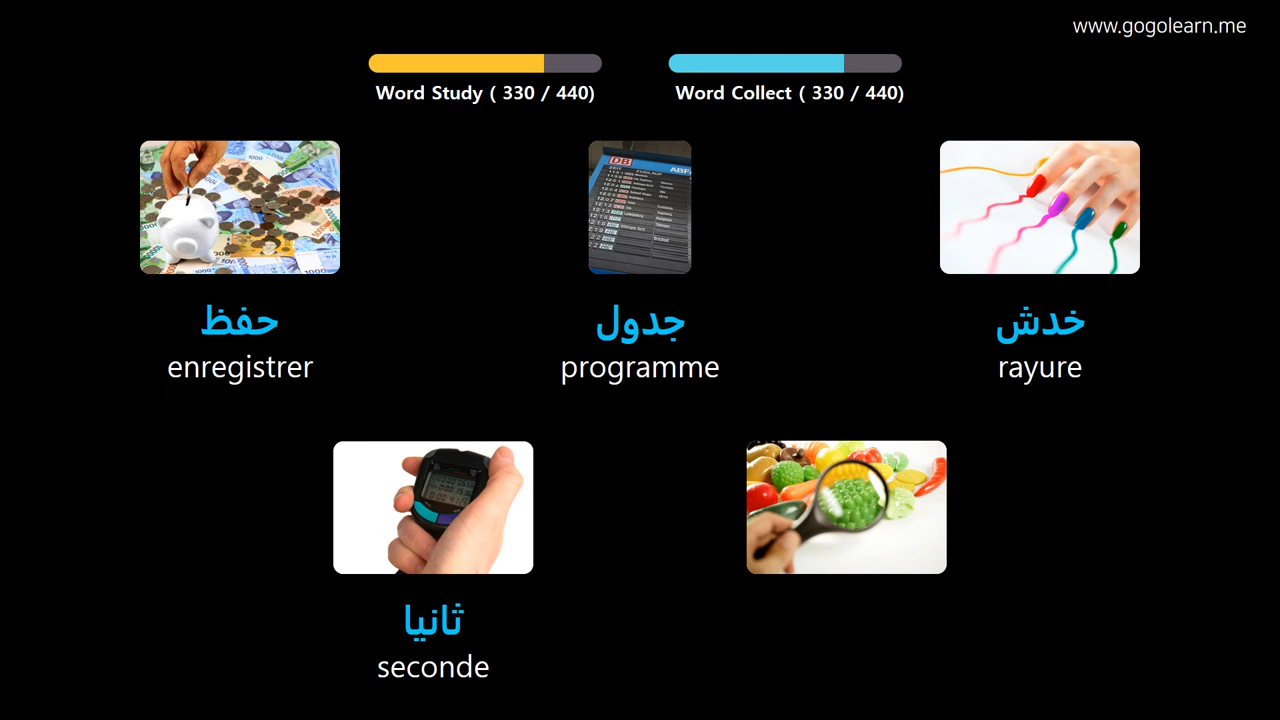 www.gogolearn.me
Word Study ( 330 / 440)
Word Collect ( 330 / 440)
DB
حفظ
enregistrer
جدول
programme
خدش
rayure
ثانيا
seconde